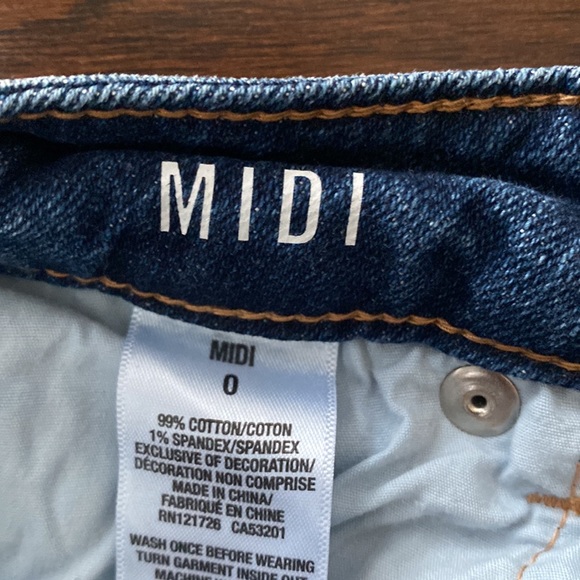 MIDI
MIDI
0
99% COTTON/COTON
1% SPANDEX/SPANDEX
EXCLUSIVE OF DECORATION/
DÉCORATION NON COMPRISE
MADE IN CHINA/
FABRIQUÉ EN CHINE
RN121726 CA53201
WASH ONCE BEFORE WEARING
TURN GARMENT INSIDE OUT
MACHINE